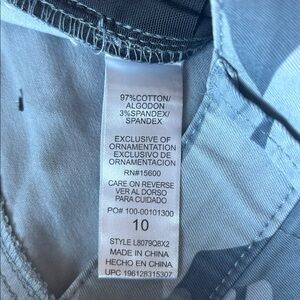 97%COTTON/
ALGODON
3%SPANDEX/
SPANDEX
EXCLUSIVE OF
ORNAMENTATION
EXCLUSIVO DE
ORNAMENTACION
RN#15600
CARE ON REVERSE
VER AL DORSO
PARA CUIDADO
PO# 100-00101300
10
STYLE L8079Q8X2
MADE IN CHINA
HECHO EN CHINA
UPC 196128315307